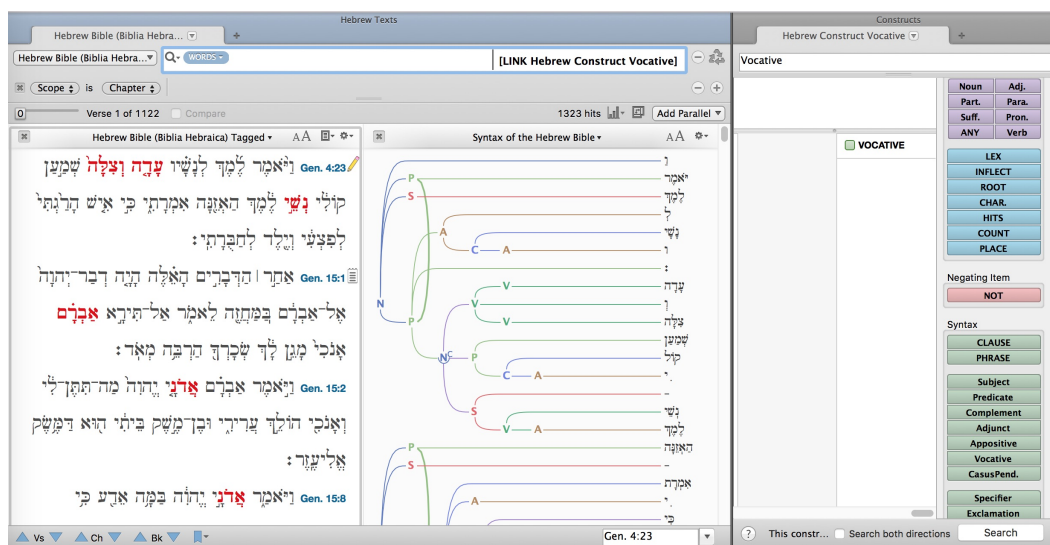 Hebrew Texts
Hebrew Bible (Biblia Hebra...
+
Hebrew Bible (Biblia Hebra...
WORDS
[LINK Hebrew Construct Vocative]
Scope is Chapter
0 Verse 1 of 1122 Compare 1323 hits Add Parallel
Hebrew Bible (Biblia Hebraica) Tagged AA
Gen. 4:23 וַיֹּ֨אמֶר לֶ֜מֶךְ לְנָשָׁ֗יו עָדָ֤ה וְצִלָּה֙ שְׁמַ֣עַן
קוֹלִ֔י נְשֵׁ֣י לֶ֔מֶךְ הַאְזֵ֖נָּה אִמְרָתִ֑י כִּ֣י אִ֤ישׁ הָרַ֙גְתִּי֙
לְפִצְעִ֔י וְיֶ֖לֶד לְחַבֻּרָתִֽי׃
Gen. 15:1 אַחַ֣ר ׀ הַדְּבָרִ֣ים הָאֵ֗לֶּה הָיָ֤ה דְבַר־יְהוָה֙
אֶל־אַבְרָ֔ם בַּֽמַּחֲזֶ֖ה לֵאמֹ֑ר אַל־תִּירָ֣א אַבְרָ֗ם
אָנֹכִי֙ מָגֵ֣ן לָ֔ךְ שְׂכָרְךָ֖ הַרְבֵּ֥ה מְאֹֽד׃
Gen. 15:2 וַיֹּ֣אמֶר אַבְרָ֗ם אֲדֹנָ֤י יֱהוִה֙ מַה־תִּתֶּן־לִ֔י
וְאָנֹכִ֖י הוֹלֵ֣ךְ עֲרִירִ֑י וּבֶן־מֶ֣שֶׁק בֵּיתִ֔י ה֖וּא דַּמֶּ֥שֶׂק
אֱלִיעֶֽזֶר׃
Gen. 15:8 וַיֹּאמַ֑ר אֲדֹנָ֣י יֱהוִ֔ה בַּמָּ֥ה אֵדַ֖ע כִּ֥י
Syntax of the Hebrew Bible AA
וַ
יֹּאמֶר
לֶמֶךְ
לְ
נְשֵׁי
ו
:
עָדָה
וְ
צִלָּה
שְׁמַעַן
קוֹל
ִי
-
נְשֵׁי
לֶמֶךְ
הַאְזֵנָּה
-
אִמְרָת
ִי
כִּי
P
S
A
C A
V
V
V
N
P
N C P
C A
S
V A
P
S
A
Vs Ch Bk
Gen. 4:23
Constructs
Hebrew Construct Vocative
+
Vocative
VOCATIVE
Noun Adj.
Part. Para.
Suff. Pron.
ANY Verb
LEX
INFLECT
ROOT
CHAR.
HITS
COUNT
PLACE
Negating Item
NOT
Syntax
CLAUSE
PHRASE
Subject
Predicate
Complement
Adjunct
Appositive
Vocative
CasusPend.
Specifier
Exclamation
? This constr... Search both directions Search